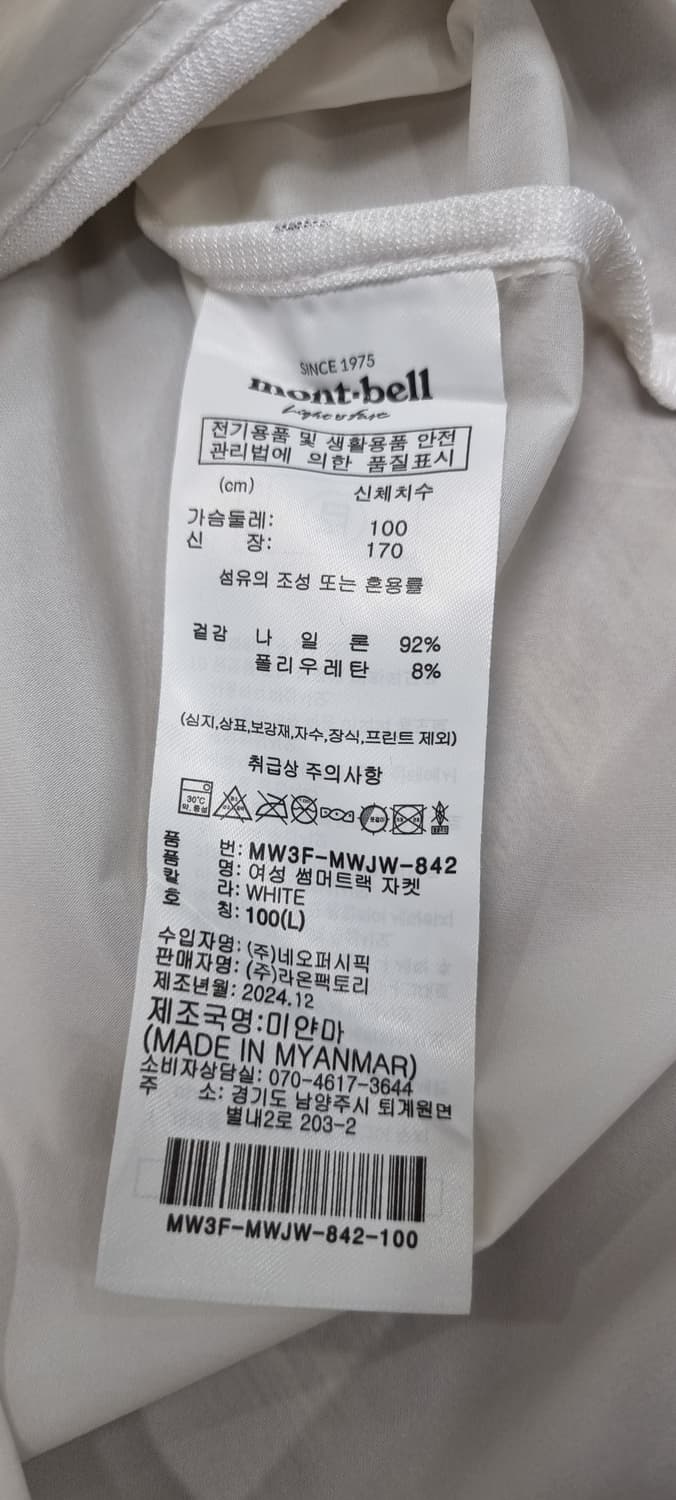 SINCE 1975
mont-bell
Light & Fast
전기용품 및 생활용품 안전
관리법에 의한 품질표시
(cm) 신체치수
가슴둘레: 100
신 장: 170
섬유의 조성 또는 혼용률
겉감 나 일 론 92%
폴리우레탄 8%
(심지,상표,보강재,자수,장식,프린트 제외)
취급상 주의사항
30℃
약, 중성
품 번: MW3F-MWJW-842
품 명: 여성 썸머트랙 자켓
칼 라: WHITE
호 칭: 100(L)
수입자명: (주)네오퍼시픽
판매자명: (주)라온팩토리
제조년월: 2024.12
제조국명:미얀마
(MADE IN MYANMAR)
소비자상담실: 070-4617-3644
주 소: 경기도 남양주시 퇴계원면
별내2로 203-2
MW3F-MWJW-842-100